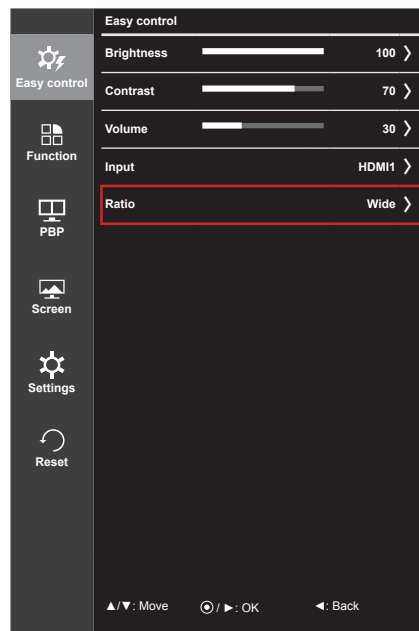 Easy control
Brightness 100
Contrast 70
Volume 30
Input HDMI1
Ratio Wide
Easy control
Function
PBP
Screen
Settings
Reset
▲/▼: Move ◉ / ►: OK ◄: Back